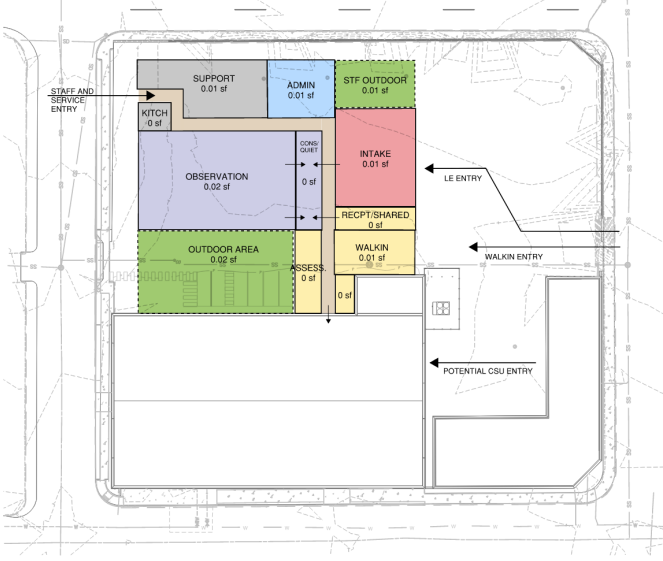 SUPPORT
0.01 sf
ADMIN
0.01 sf
STF OUTDOOR
0.01 sf
STAFF AND
SERVICE
ENTRY
KITCH
0 sf
CONS/
QUIET
0 sf
INTAKE
0.01 sf
OBSERVATION
0.02 sf
LE ENTRY
RECPT/SHARED
0 sf
OUTDOOR AREA
0.02 sf
WALKIN
0.01 sf
WALKIN ENTRY
ASSESS.
0 sf
0 sf
POTENTIAL CSU ENTRY